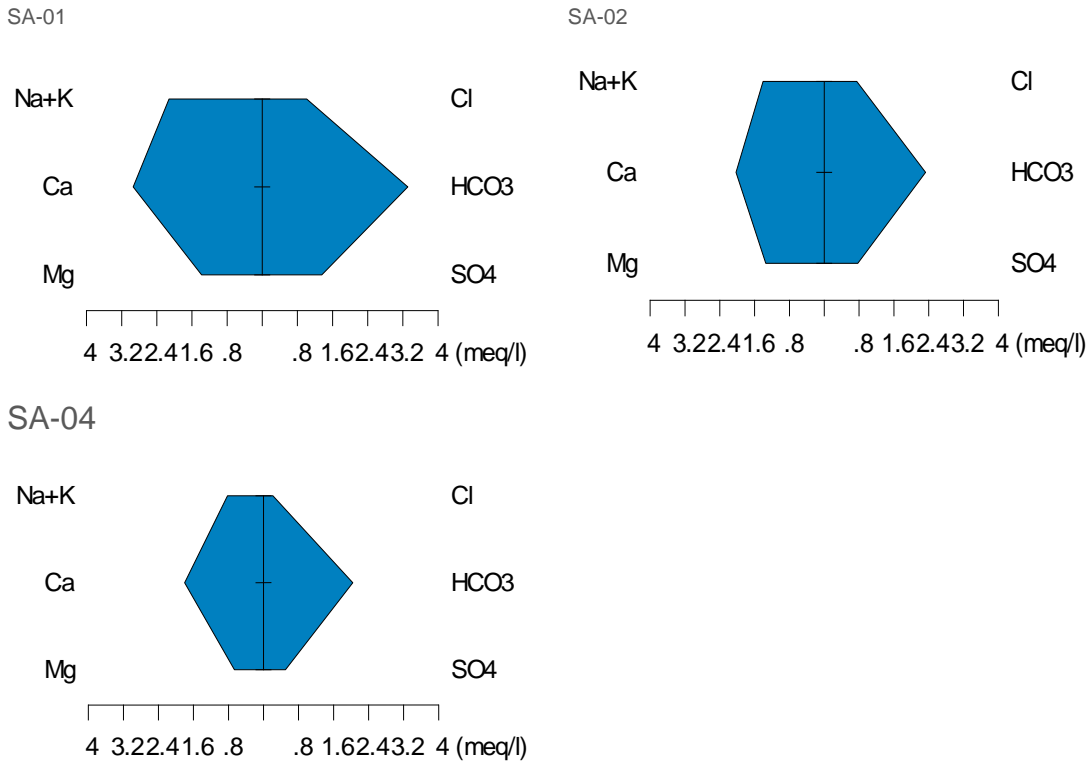 SA-01
Na+K Cl
Ca HCO3
Mg SO4
4 3.22.41.6 .8 .8 1.62.43.2 4 (meq/l)
SA-02
Na+K Cl
Ca HCO3
Mg SO4
4 3.22.41.6 .8 .8 1.62.43.2 4 (meq/l)
SA-04
Na+K Cl
Ca HCO3
Mg SO4
4 3.22.41.6 .8 .8 1.62.43.2 4 (meq/l)